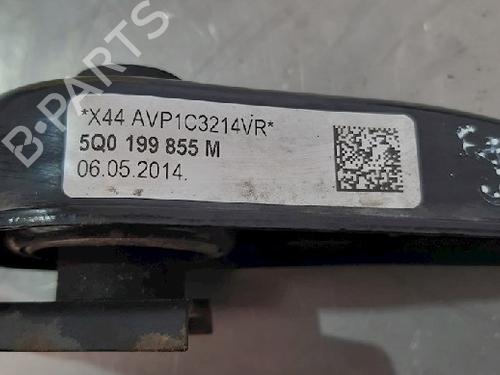 B-PARTS
*X44 AVP1C3214VR*
5Q0 199 855 M
06.05.2014.